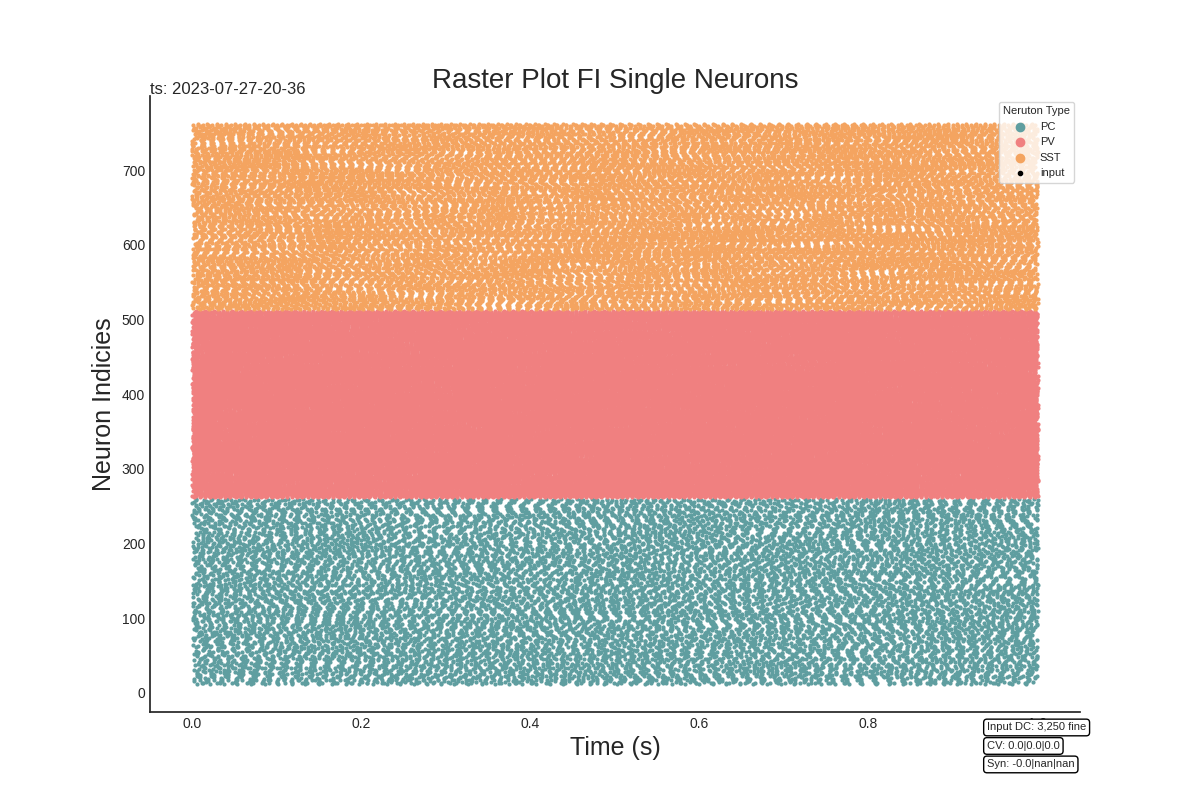 Raster Plot FI Single Neurons
ts: 2023-07-27-20-36
Neruton Type
PC
PV
SST
input
Neuron Indicies
700
600
500
400
300
200
100
0
0.0 0.2 0.4 0.6 0.8
Time (s)
Input DC: 3,250 fine
CV: 0.0|0.0|0.0
Syn: -0.0|nan|nan